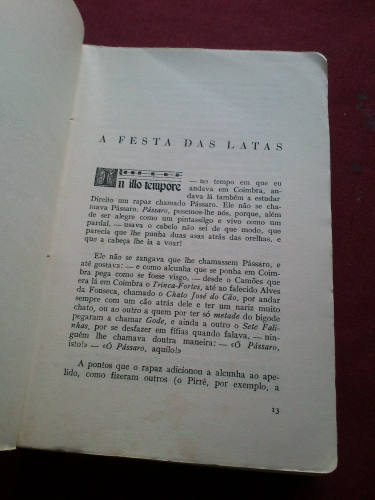 A FESTA DAS LATAS
In illo tempore — no tempo em que eu
andava em Coimbra, an-
dava lá também a estudar
Direito um rapaz chamado Pássaro. Ele não se cha-
mava Pássaro. Pássaro, pusemos-lhe nós, porque, além
de ser alegre como um pintassilgo e vivo como um
pardal, — usava o cabelo não sei de que modo, que
parecia que lhe punha duas asas atrás das orelhas, e
que a cabeça lhe ia a voar!
Ele não se zangava que lhe chamassem Pássaro, e
até gostava: — e como alcunha que se ponha em Coim-
bra pega como se fosse visgo, — desde o Camões que
era lá em Coimbra o Trinca-Fortes, até ao falecido Alves
da Fonseca, chamado o Chato José do Cão, por andar
sempre com um cão atrás dele e ter um nariz muito
chato, ou ao outro a quem por ter só metade do bigode
pegaram a chamar Gode, e ainda a outro o Sete Fali-
nhas, por se desfazer em fífias quando falava, — nin-
guém lhe chamava doutra maneira: — «Ó Pássaro,
isto!» — «Ó Pássaro, aquilo!»
A pontos que o rapaz adicionou a alcunha ao ape-
lido, como fizeram outros (o Pirré, por exemplo, a
13